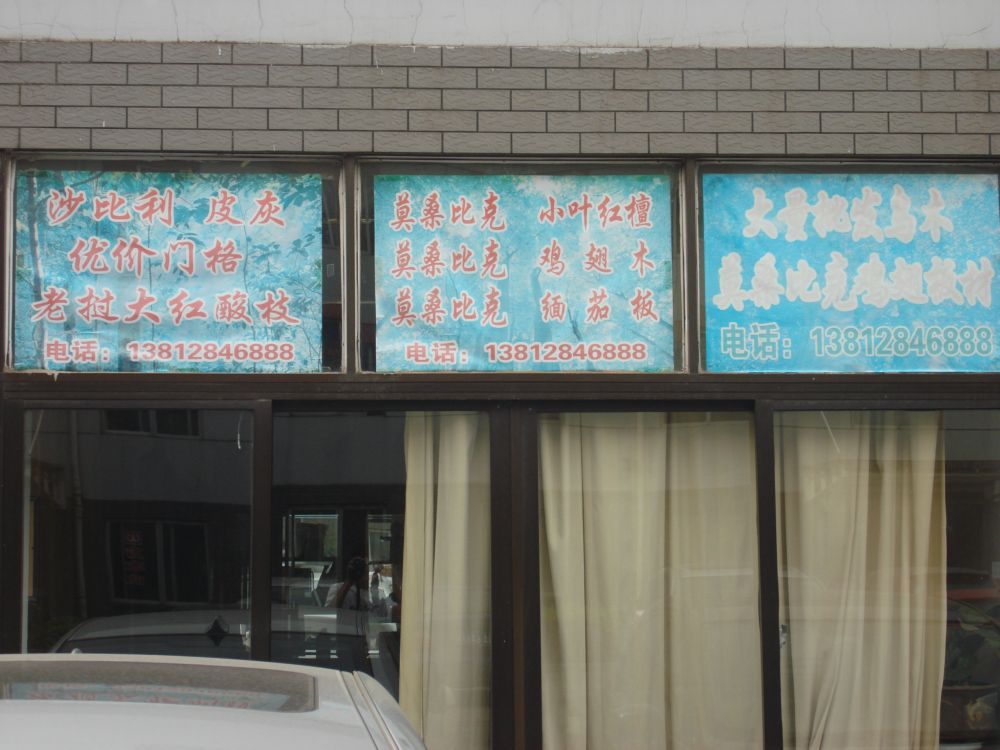 沙比利 皮灰
优价门格
老挝大红酸枝
电话：13812846888
莫桑比克 小叶红檀
莫桑比克 鸡翅木
莫桑比克 缅茄板
电话：13812846888
大量批发乌木
莫桑比克鸡翅板材
电话：13812846888